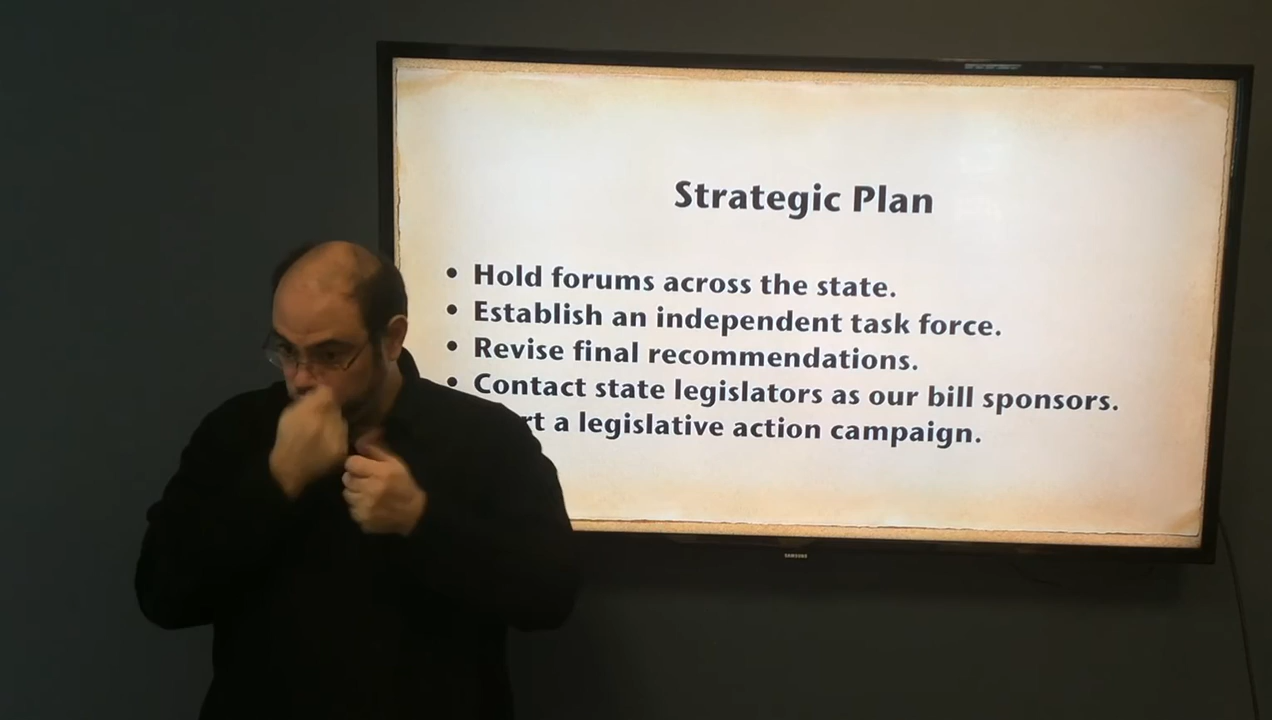 Strategic Plan
• Hold forums across the state.
• Establish an independent task force.
• Revise final recommendations.
• Contact state legislators as our bill sponsors.
a legislative action campaign.
SAMSUNG